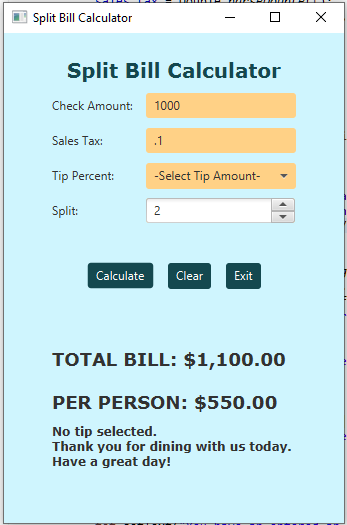 Split Bill Calculator
Split Bill Calculator
Check Amount: 1000
Sales Tax: .1
Tip Percent: -Select Tip Amount-
Split: 2
Calculate Clear Exit
TOTAL BILL: $1,100.00
PER PERSON: $550.00
No tip selected.
Thank you for dining with us today.
Have a great day!